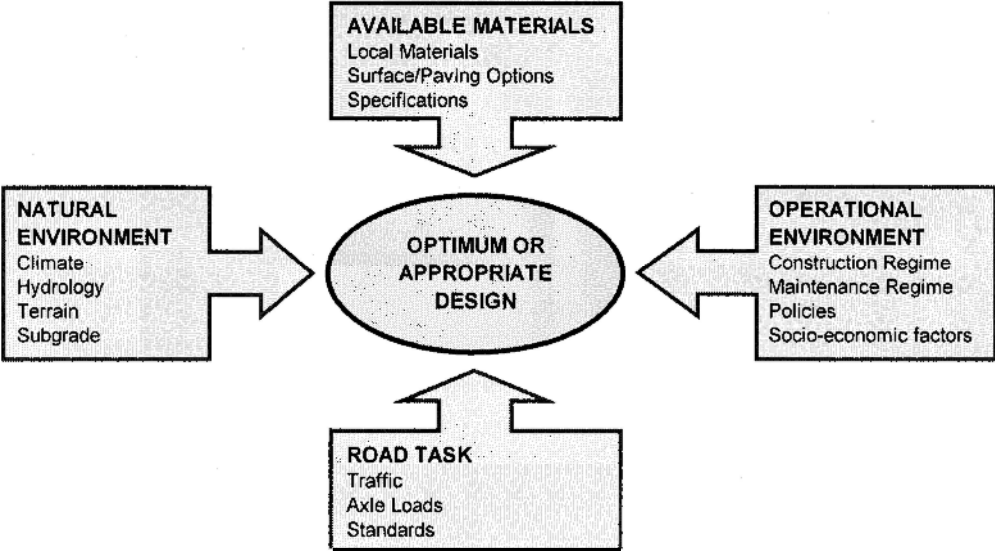 AVAILABLE MATERIALS
Local Materials
Surface/Paving Options
Specifications
NATURAL
ENVIRONMENT
Climate
Hydrology
Terrain
Subgrade
OPTIMUM OR
APPROPRIATE
DESIGN
OPERATIONAL
ENVIRONMENT
Construction Regime
Maintenance Regime
Policies
Socio-economic factors
ROAD TASK
Traffic
Axle Loads
Standards